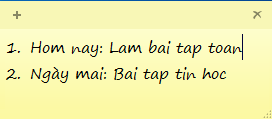 1. Hom nay: Lam bai tap toan
2. Ngày mai: Bai tap tin hoc